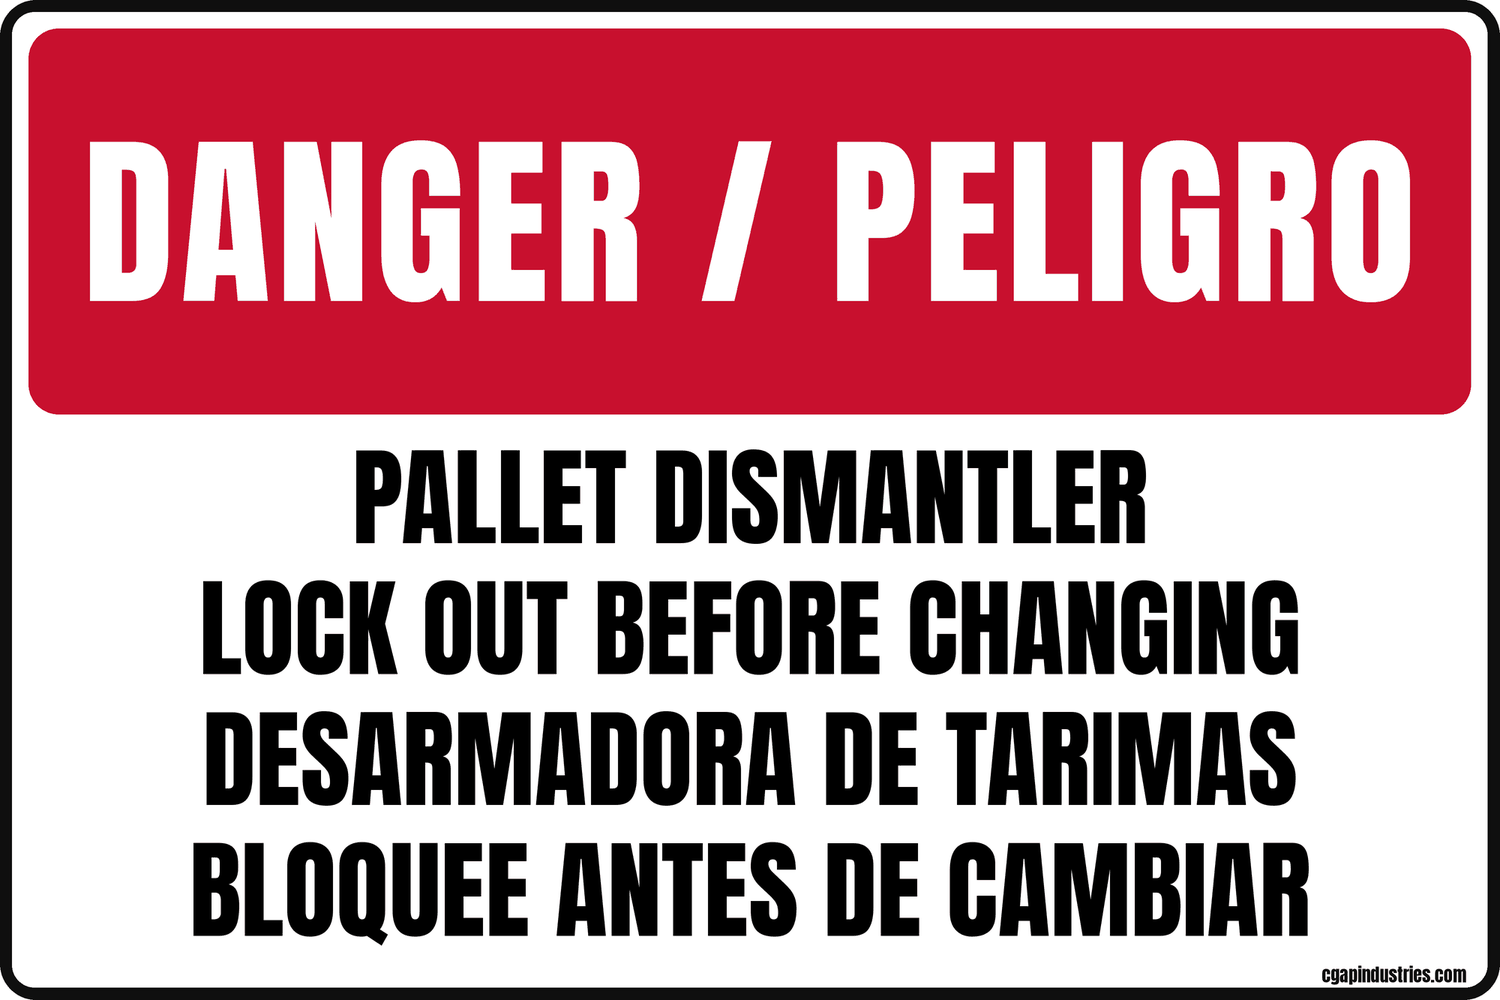 DANGER / PELIGRO
PALLET DISMANTLER
LOCK OUT BEFORE CHANGING
DESARMADORA DE TARIMAS
BLOQUEE ANTES DE CAMBIAR
cgapindustries.com